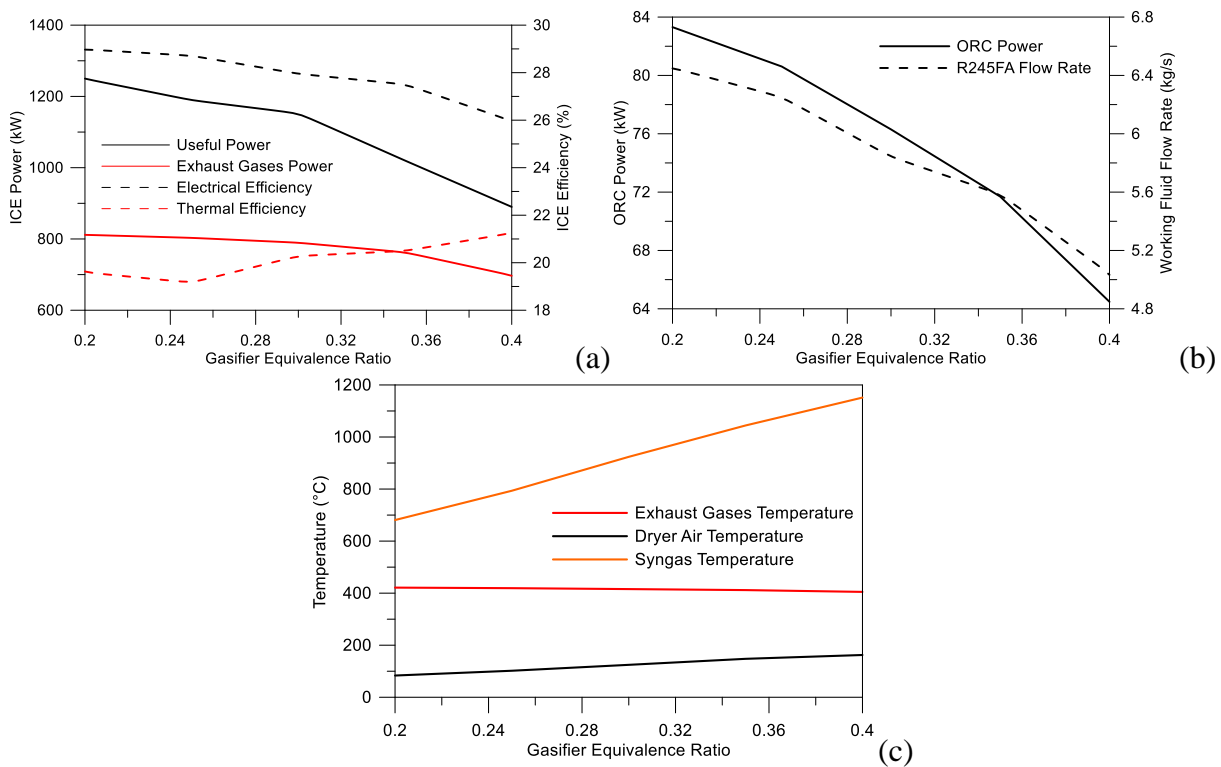 1400
1200
1000
800
600
ICE Power (kW)
30
28
26
24
22
20
18
ICE Efficiency (%)
Useful Power
Exhaust Gases Power
Electrical Efficiency
Thermal Efficiency
0.2 0.24 0.28 0.32 0.36 0.4
Gasifier Equivalence Ratio
(a)
84
80
76
72
68
64
ORC Power (kW)
6.8
6.4
6
5.6
5.2
4.8
Working Fluid Flow Rate (kg/s)
ORC Power
R245FA Flow Rate
0.2 0.24 0.28 0.32 0.36 0.4
Gasifier Equivalence Ratio
(b)
1200
1000
800
600
400
200
0
Temperature (°C)
Exhaust Gases Temperature
Dryer Air Temperature
Syngas Temperature
0.2 0.24 0.28 0.32 0.36 0.4
Gasifier Equivalence Ratio
(c)